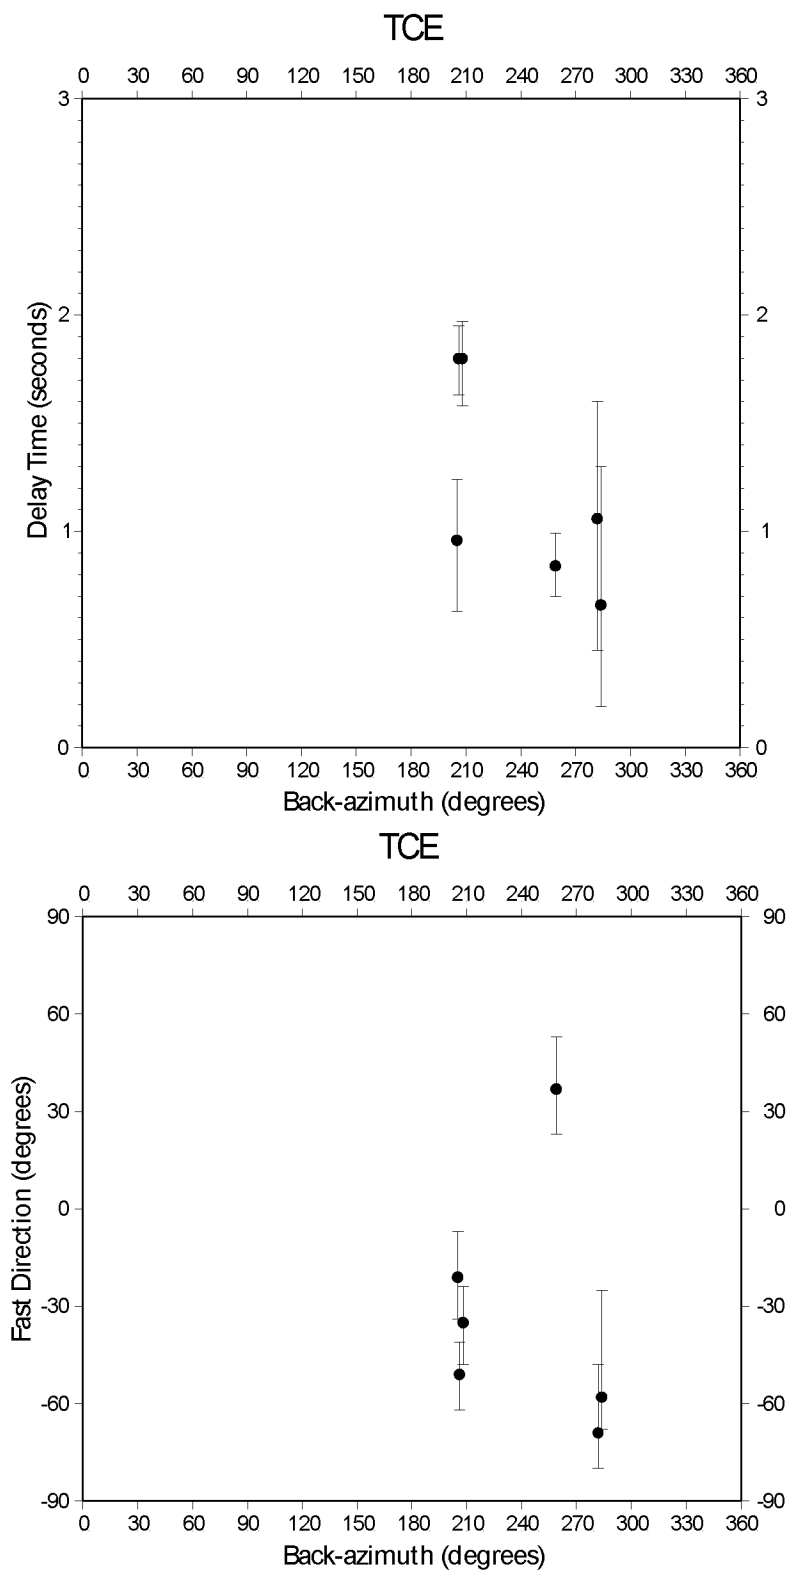 TCE
0 30 60 90 120 150 180 210 240 270 300 330 360
3 3
2 2
Delay Time (seconds)
1 1
0 0
0 30 60 90 120 150 180 210 240 270 300 330 360
Back-azimuth (degrees)
TCE
0 30 60 90 120 150 180 210 240 270 300 330 360
90 90
60 60
30 30
Fast Direction (degrees)
0 0
-30 -30
-60 -60
-90 -90
0 30 60 90 120 150 180 210 240 270 300 330 360
Back-azimuth (degrees)